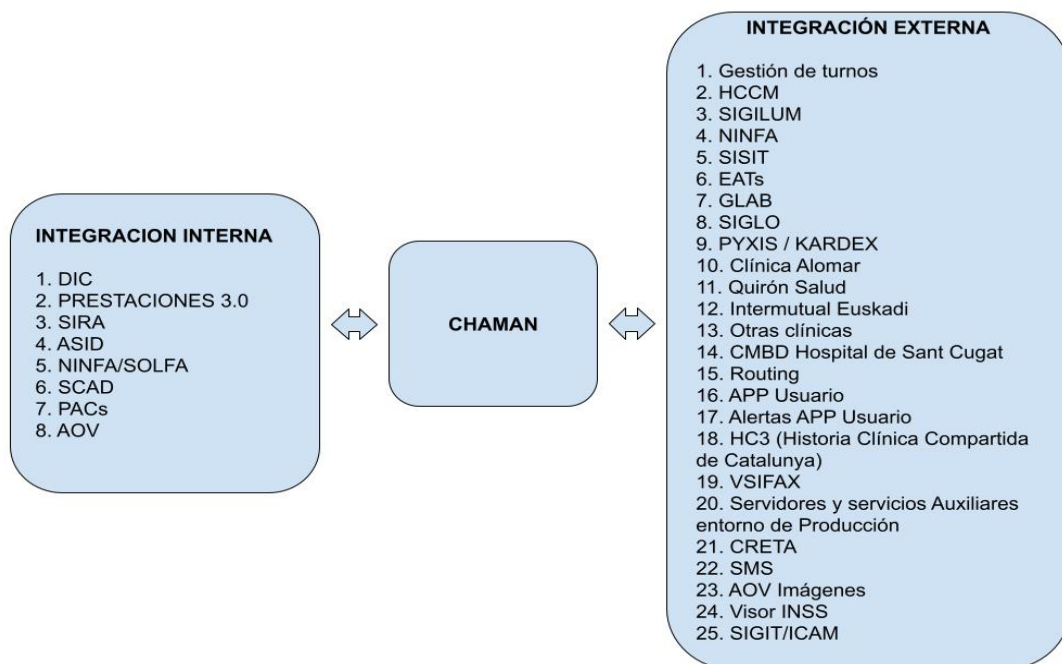 INTEGRACION INTERNA
1. DIC
2. PRESTACIONES 3.0
3. SIRA
4. ASID
5. NINFA/SOLFA
6. SCAD
7. PACs
8. AOV
CHAMAN
INTEGRACIÓN EXTERNA
1. Gestión de turnos
2. HCCM
3. SIGILUM
4. NINFA
5. SISIT
6. EATs
7. GLAB
8. SIGLO
9. PYXIS / KARDEX
10. Clínica Alomar
11. Quirón Salud
12. Intermutual Euskadi
13. Otras clínicas
14. CMBD Hospital de Sant Cugat
15. Routing
16. APP Usuario
17. Alertas APP Usuario
18. HC3 (Historia Clínica Compartida
de Catalunya)
19. VSIFAX
20. Servidores y servicios Auxiliares
entorno de Producción
21. CRETA
22. SMS
23. AOV Imágenes
24. Visor INSS
25. SIGIT/ICAM